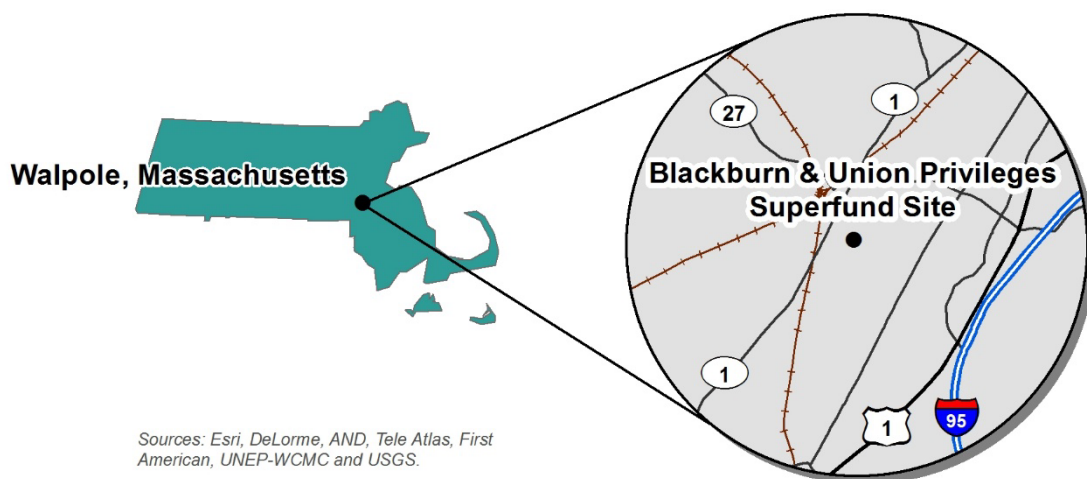 Walpole, Massachusetts
27
1
Blackburn & Union Privileges
Superfund Site
1
1
95
Sources: Esri, DeLorme, AND, Tele Atlas, First
American, UNEP-WCMC and USGS.